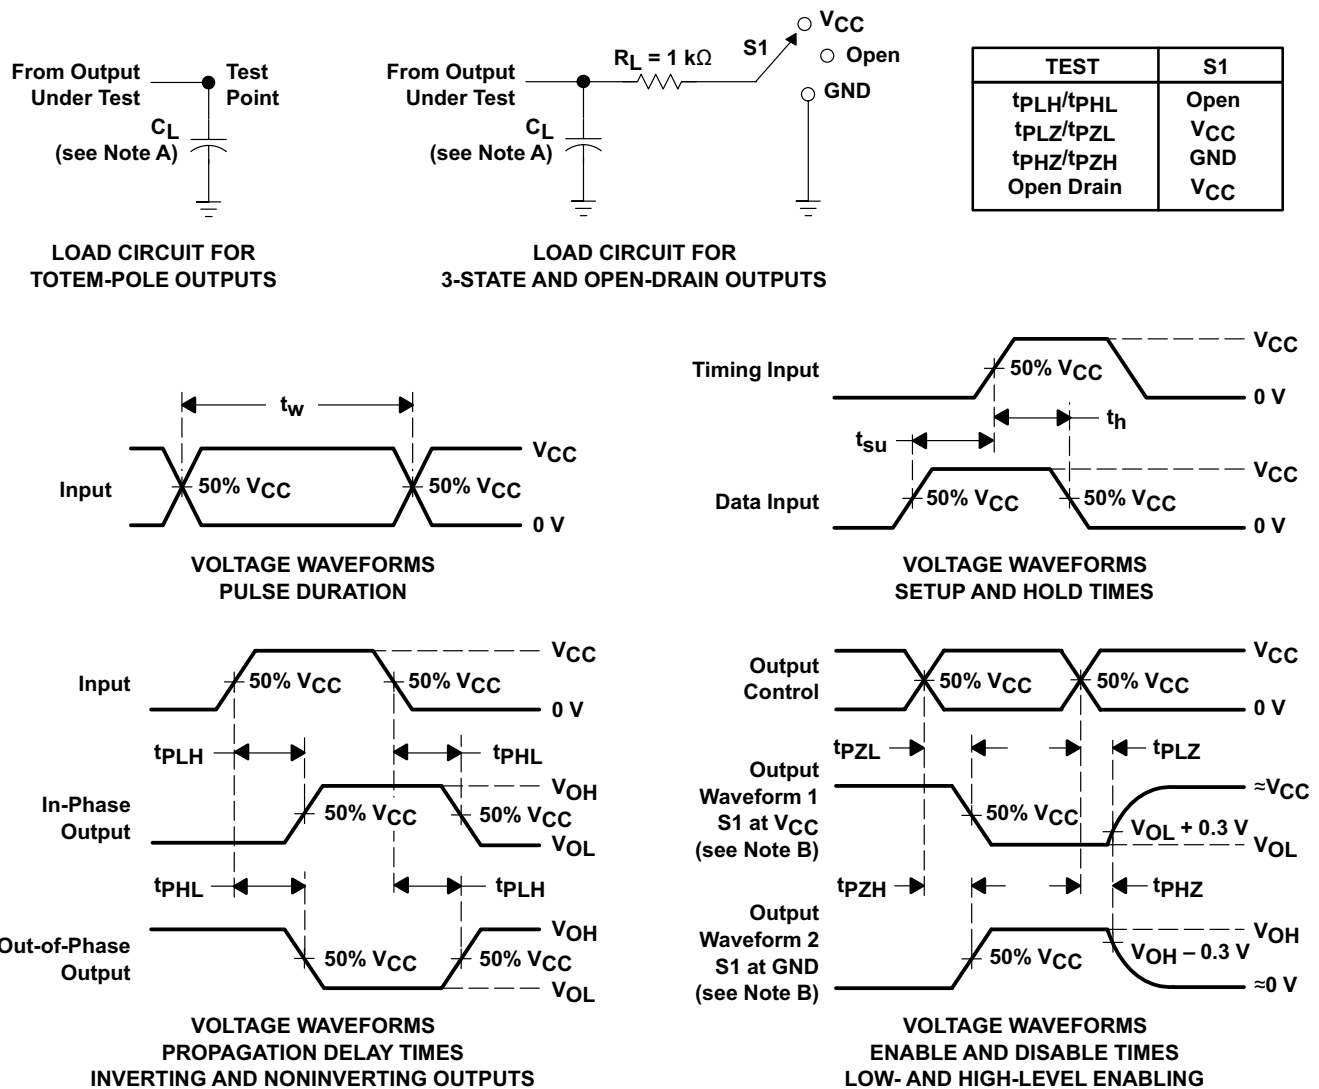 From Output
Under Test
Test
Point
CL
(see Note A)
LOAD CIRCUIT FOR
TOTEM-POLE OUTPUTS
From Output
Under Test
RL = 1 kΩ
S1
VCC
Open
GND
CL
(see Note A)
LOAD CIRCUIT FOR
3-STATE AND OPEN-DRAIN OUTPUTS
TEST S1
tPLH/tPHL Open
tPLZ/tPZL VCC
tPHZ/tPZH GND
Open Drain VCC
tw
Input
50% VCC
50% VCC
VCC
0 V
VOLTAGE WAVEFORMS
PULSE DURATION
Timing Input
50% VCC
VCC
0 V
tsu
th
Data Input
50% VCC
50% VCC
VCC
0 V
VOLTAGE WAVEFORMS
SETUP AND HOLD TIMES
Input
50% VCC
50% VCC
VCC
0 V
tPLH
tPHL
In-Phase
Output
50% VCC
50% VCC
VOH
VOL
tPHL
tPLH
Out-of-Phase
Output
50% VCC
50% VCC
VOH
VOL
VOLTAGE WAVEFORMS
PROPAGATION DELAY TIMES
INVERTING AND NONINVERTING OUTPUTS
Output
Control
50% VCC
50% VCC
VCC
0 V
tPZL
tPLZ
Output
Waveform 1
S1 at VCC
(see Note B)
50% VCC
VOL + 0.3 V
≈VCC
VOL
tPZH
tPHZ
Output
Waveform 2
S1 at GND
(see Note B)
50% VCC
VOH – 0.3 V
VOH
≈0 V
VOLTAGE WAVEFORMS
ENABLE AND DISABLE TIMES
LOW- AND HIGH-LEVEL ENABLING